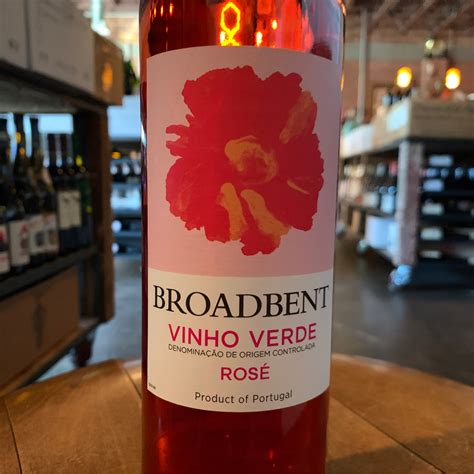 BROADBENT
VINHO VERDE
DENOMINAÇÃO DE ORIGEM CONTROLADA
ROSÉ
Product of Portugal